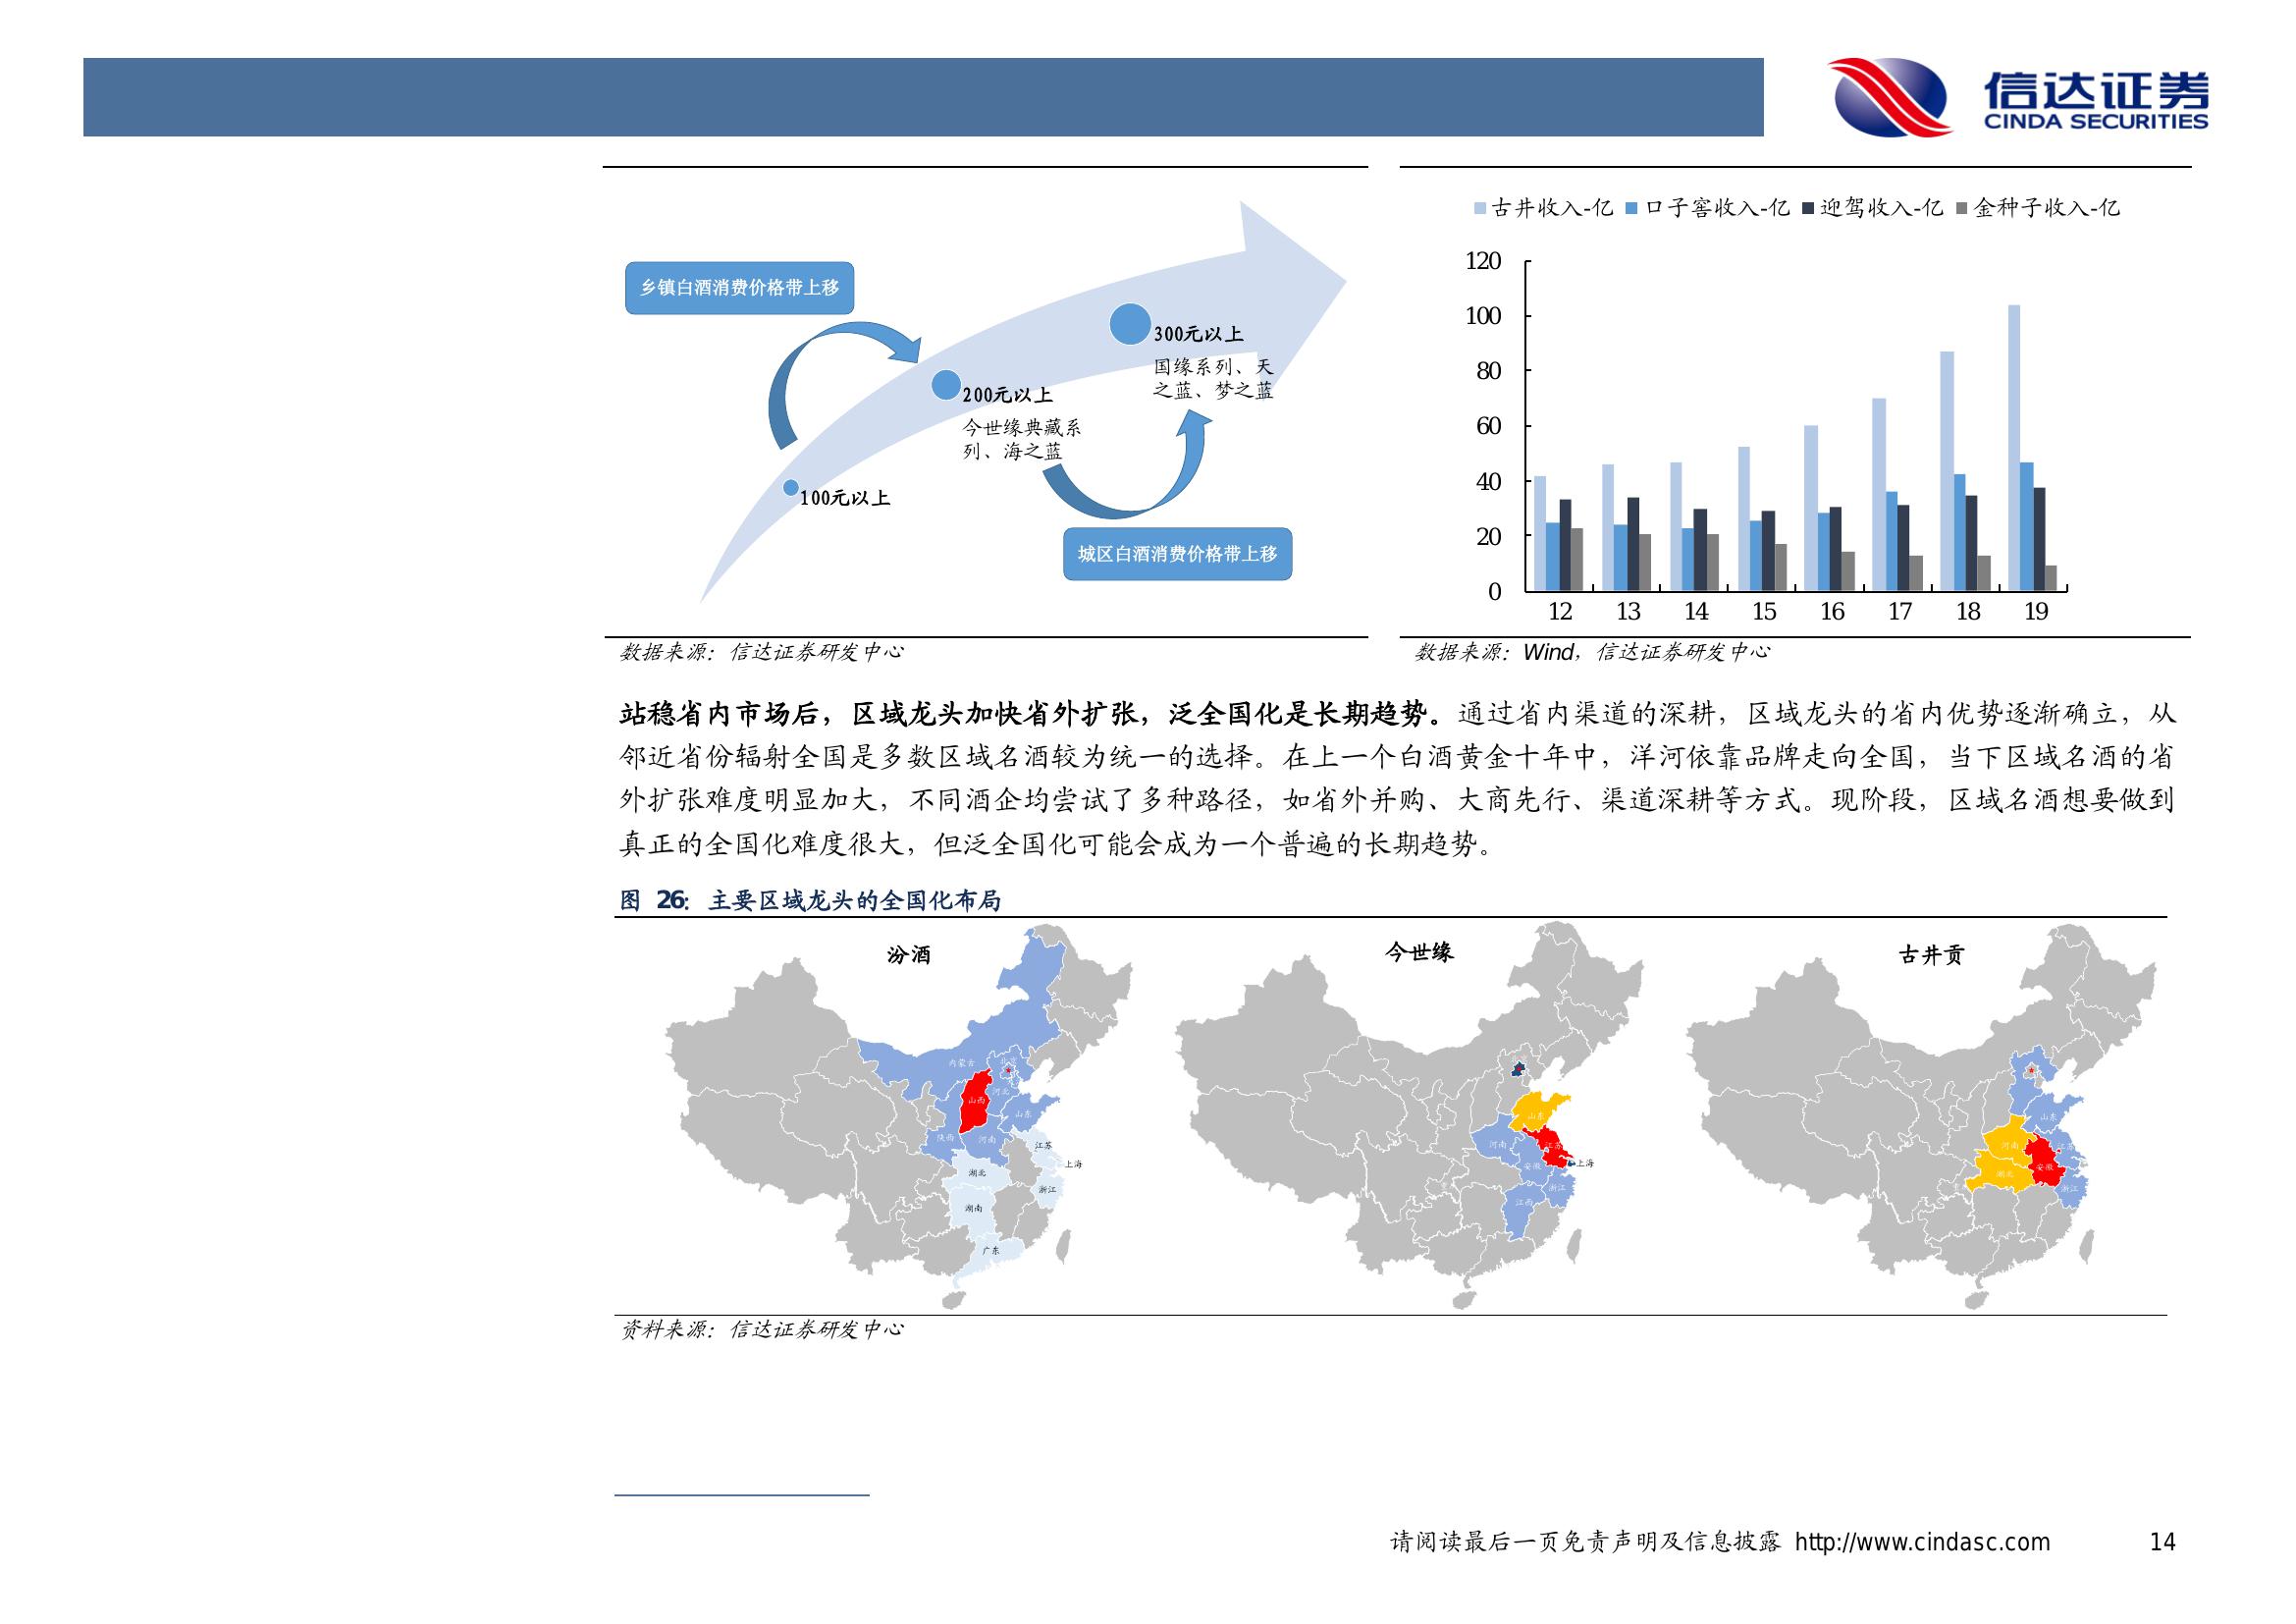 信达证券
CINDA SECURITIES
乡镇白酒消费价格带上移
300元以上
国缘系列、天
之蓝、梦之蓝
200元以上
今世缘典藏系
列、海之蓝
100元以上
城区白酒消费价格带上移
数据来源：信达证券研发中心
古井收入-亿 口子窖收入-亿 迎驾收入-亿 金种子收入-亿
120
100
80
60
40
20
0
12 13 14 15 16 17 18 19
数据来源：Wind，信达证券研发中心
站稳省内市场后，区域龙头加快省外扩张，泛全国化是长期趋势。通过省内渠道的深耕，区域龙头的省内优势逐渐确立，从
邻近省份辐射全国是多数区域名酒较为统一的选择。在上一个白酒黄金十年中，洋河依靠品牌走向全国，当下区域名酒的省
外扩张难度明显加大，不同酒企均尝试了多种路径，如省外并购、大商先行、渠道深耕等方式。现阶段，区域名酒想要做到
真正的全国化难度很大，但泛全国化可能会成为一个普遍的长期趋势。
图 26：主要区域龙头的全国化布局
汾酒
内蒙古
北京
河北
山西
山东
陕西
河南
江苏
上海
湖北
浙江
湖南
广东
今世缘
山东
河南
江苏
安徽
上海
浙江
江西
古井贡
山东
河南
江苏
安徽
湖北
浙江
资料来源：信达证券研发中心
请阅读最后一页免责声明及信息披露 http://www.cindasc.com 14